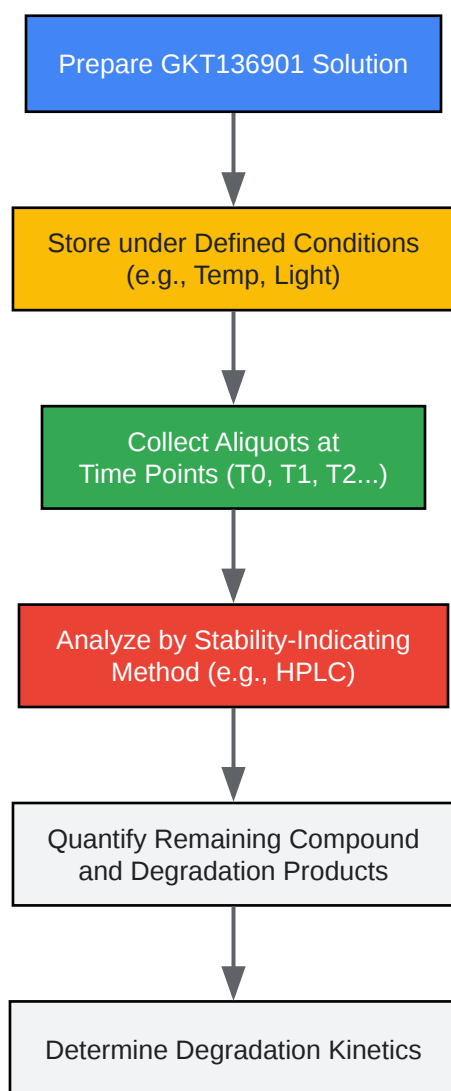 Prepare GKT136901 Solution
Store under Defined Conditions
(e.g., Temp, Light)
Collect Aliquots at
Time Points (T0, T1, T2...)
Analyze by Stability-Indicating
Method (e.g., HPLC)
Quantify Remaining Compound
and Degradation Products
Determine Degradation Kinetics